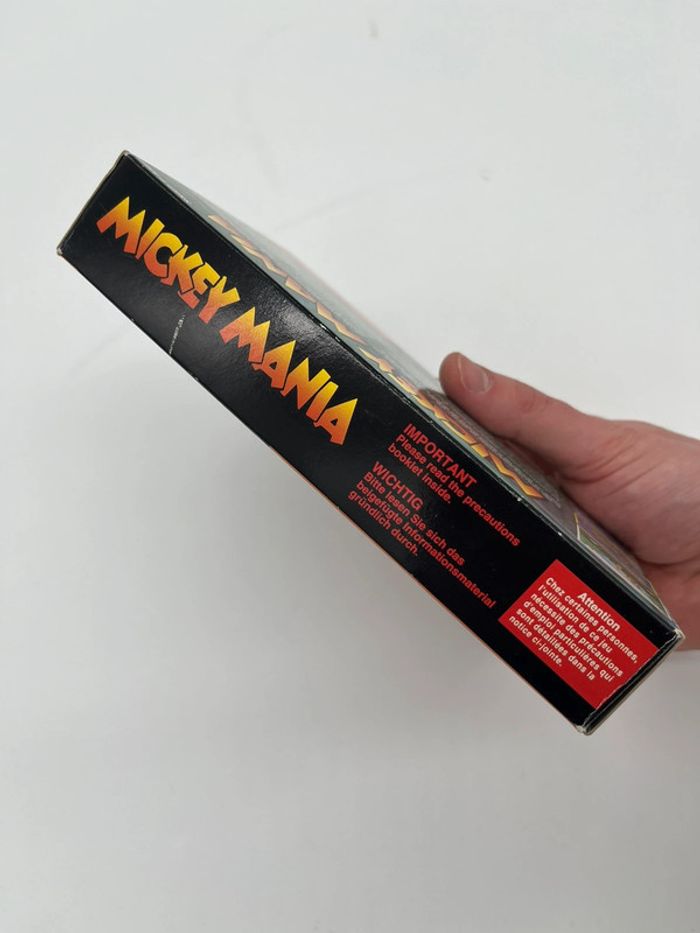 MICKEY MANIA
IMPORTANT
Please read the precautions
booklet inside.
WICHTIG
Bitte lesen Sie sich das
beigefügte Informationsmaterial
gründlich durch.
Attention
Chez certaines personnes,
l'utilisation de ce jeu
nécessite des précautions
d'emploi particulières qui
sont détaillées dans la
notice ci-jointe.
MICKEY MANIA